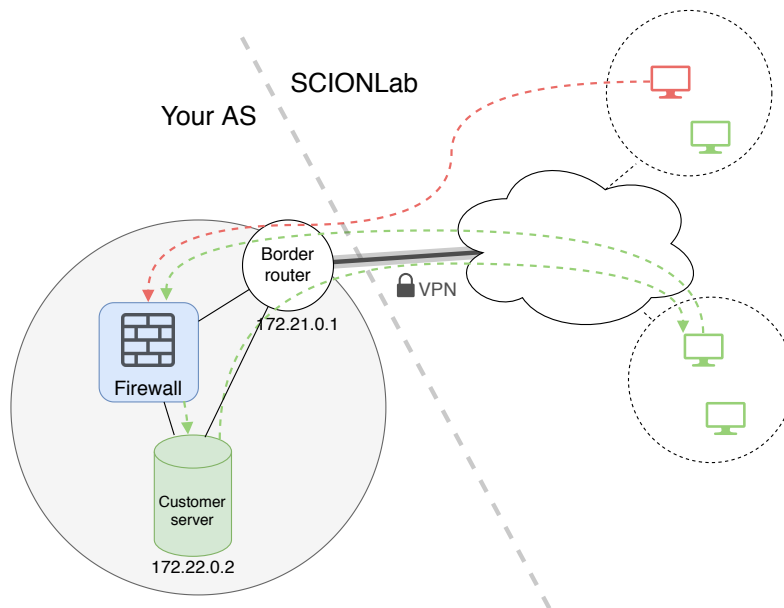 SCIONLab
Your AS
Border
router
VPN
172.21.0.1
Firewall
Customer
server
172.22.0.2